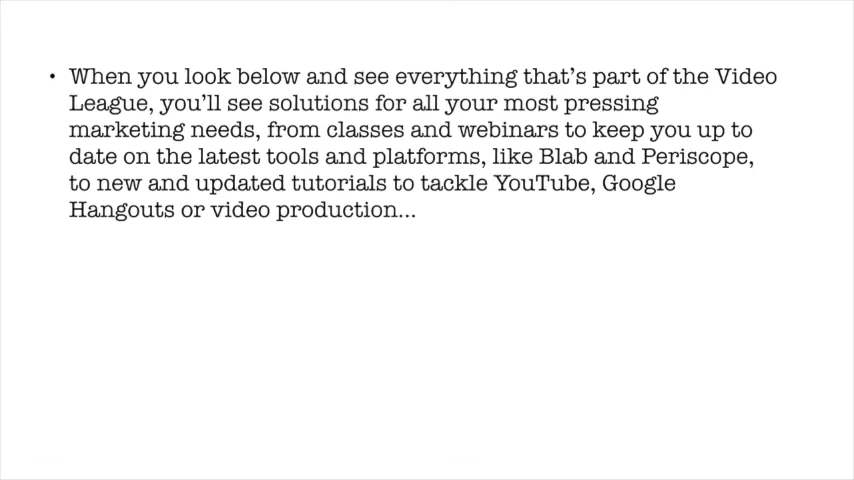 • When you look below and see everything that’s part of the Video
League, you’ll see solutions for all your most pressing
marketing needs, from classes and webinars to keep you up to
date on the latest tools and platforms, like Blab and Periscope,
to new and updated tutorials to tackle YouTube, Google
Hangouts or video production...